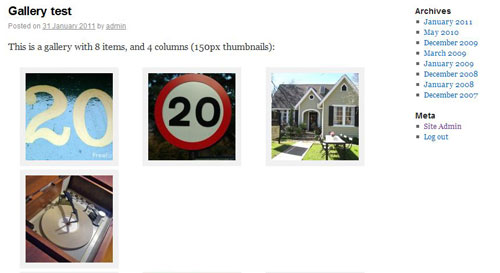 Gallery test
Posted on 31 January 2011 by admin
This is a gallery with 8 items, and 4 columns (150px thumbnails):
20
20
Archives
January 2011
May 2010
December 2009
March 2009
January 2009
December 2008
January 2008
December 2007
Meta
Site Admin
Log out